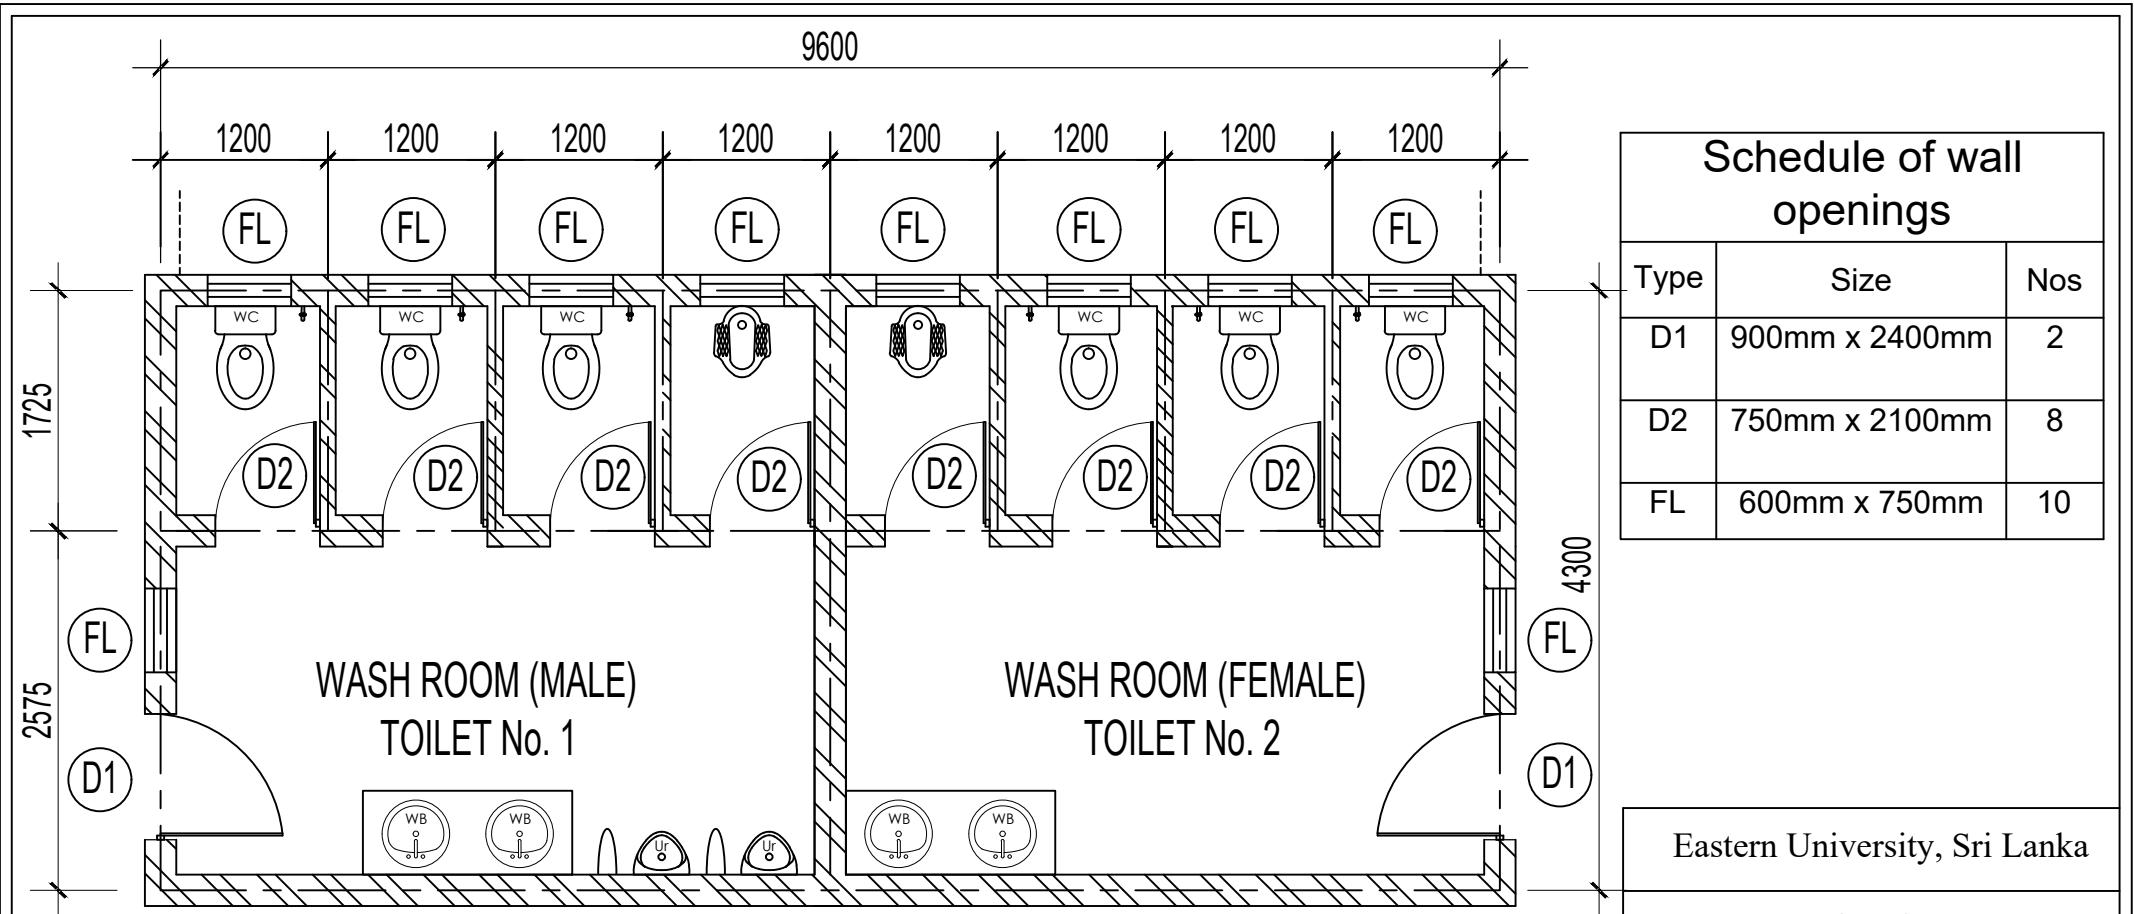 9600
1200 1200 1200 1200 1200 1200 1200 1200
FL FL FL FL FL FL FL FL
WC WC WC WC WC WC
1725
D2 D2 D2 D2 D2 D2 D2 D2
4300
FL FL
2575
WASH ROOM (MALE)
TOILET No. 1
WASH ROOM (FEMALE)
TOILET No. 2
D1 D1
WB WB Ur Ur WB WB
Schedule of wall
openings
Type Size Nos
D1 900mm x 2400mm 2
D2 750mm x 2100mm 8
FL 600mm x 750mm 10
Eastern University, Sri Lanka